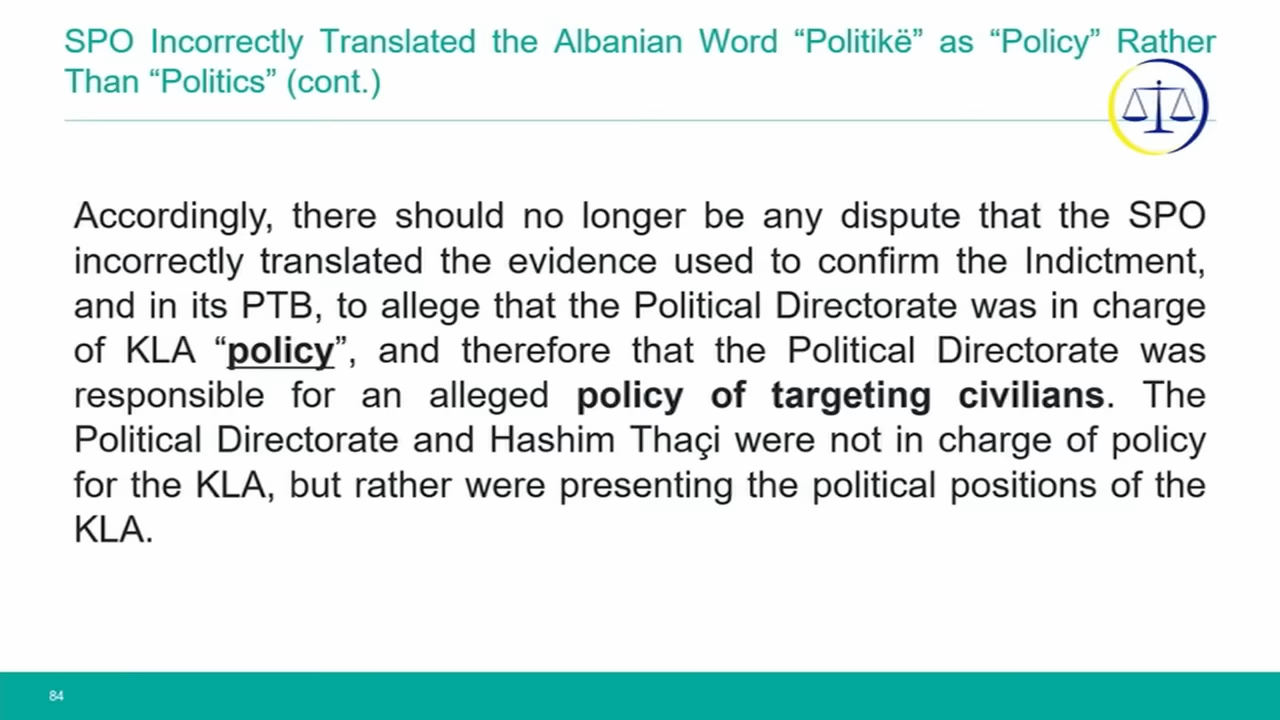 SPO Incorrectly Translated the Albanian Word “Politikë” as “Policy” Rather
Than “Politics” (cont.)
Accordingly, there should no longer be any dispute that the SPO
incorrectly translated the evidence used to confirm the Indictment,
and in its PTB, to allege that the Political Directorate was in charge
of KLA “policy”, and therefore that the Political Directorate was
responsible for an alleged policy of targeting civilians. The
Political Directorate and Hashim Thaçi were not in charge of policy
for the KLA, but rather were presenting the political positions of the
KLA.
84